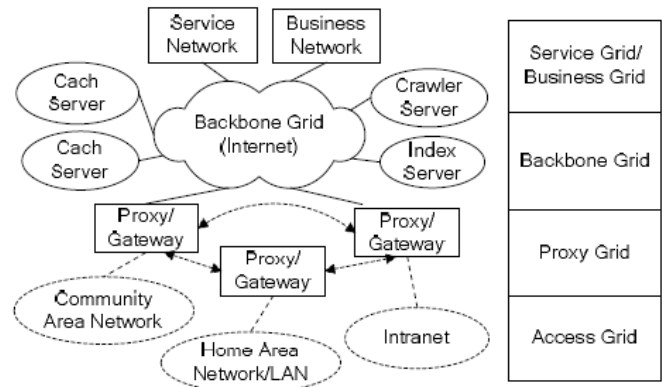 Service
Network
Business
Network
Cach
Server
Cach
Server
Backbone Grid
(Internet)
Crawler
Server
Index
Server
Proxy/
Gateway
Proxy/
Gateway
Proxy/
Gateway
Community
Area Network
Home Area
Network/LAN
Intranet
Service Grid/
Business Grid
Backbone Grid
Proxy Grid
Access Grid